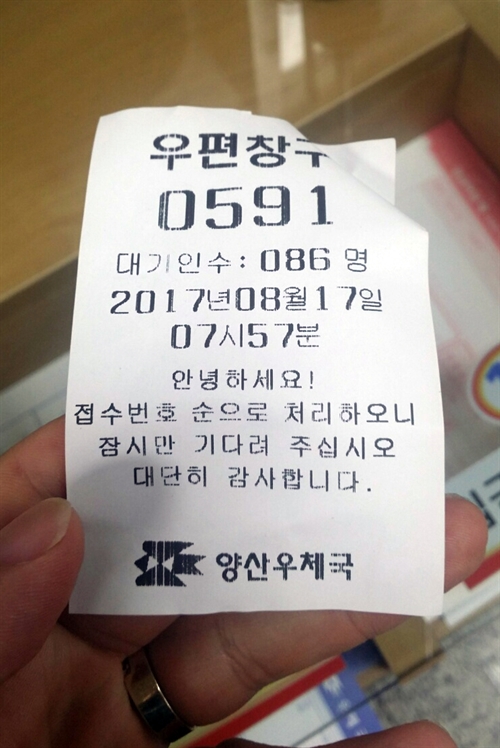 우편창구
0591
대기인수: 086 명
2017년08월17일
07시57분
안녕하세요!
접수번호 순으로 처리하오니
잠시만 기다려 주십시오
대단히 감사합니다.
양산우체국